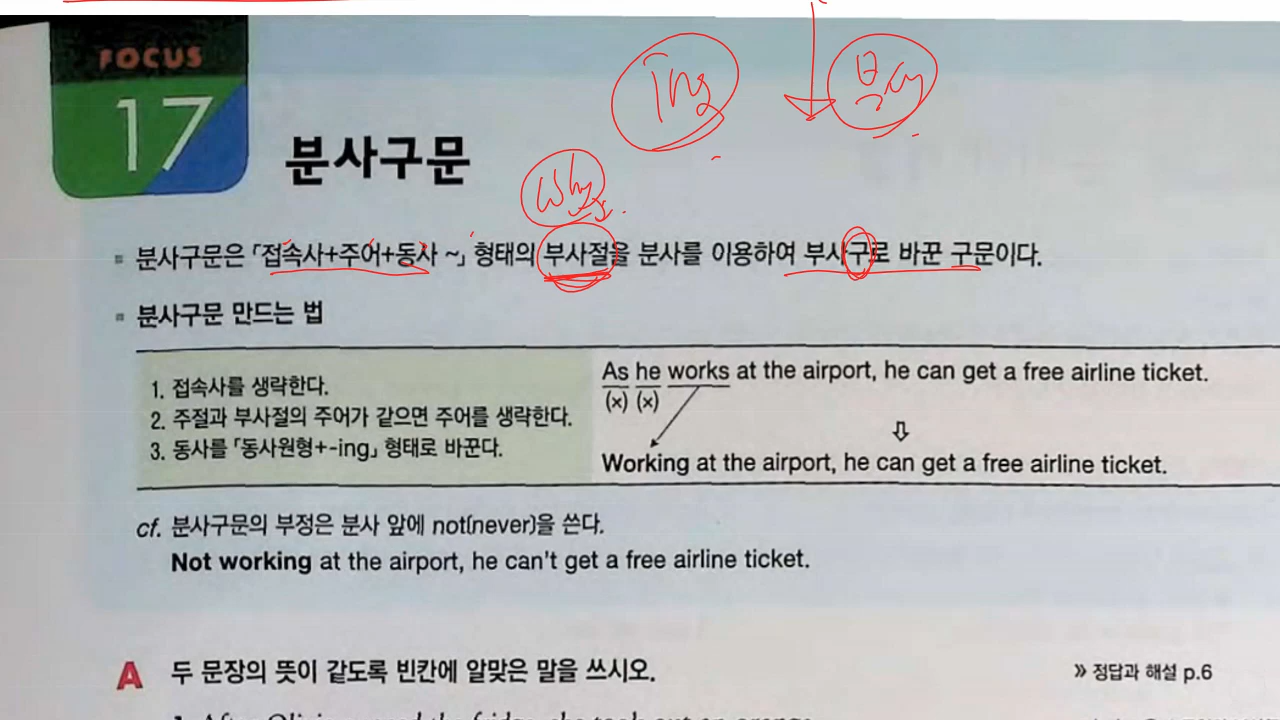 ing
부사
FOCUS
17
분사구문
Why
분사구문은 「접속사+주어+동사 ~」 형태의 부사절을 분사를 이용하여 부사구로 바꾼 구문이다.
분사구문 만드는 법
1. 접속사를 생략한다.
2. 주절과 부사절의 주어가 같으면 주어를 생략한다.
3. 동사를 「동사원형+-ing」 형태로 바꾼다.
As he works at the airport, he can get a free airline ticket.
(x) (x)
Working at the airport, he can get a free airline ticket.
cf. 분사구문의 부정은 분사 앞에 not(never)을 쓴다.
Not working at the airport, he can't get a free airline ticket.
A 두 문장의 뜻이 같도록 빈칸에 알맞은 말을 쓰시오.
» 정답과 해설 p.6